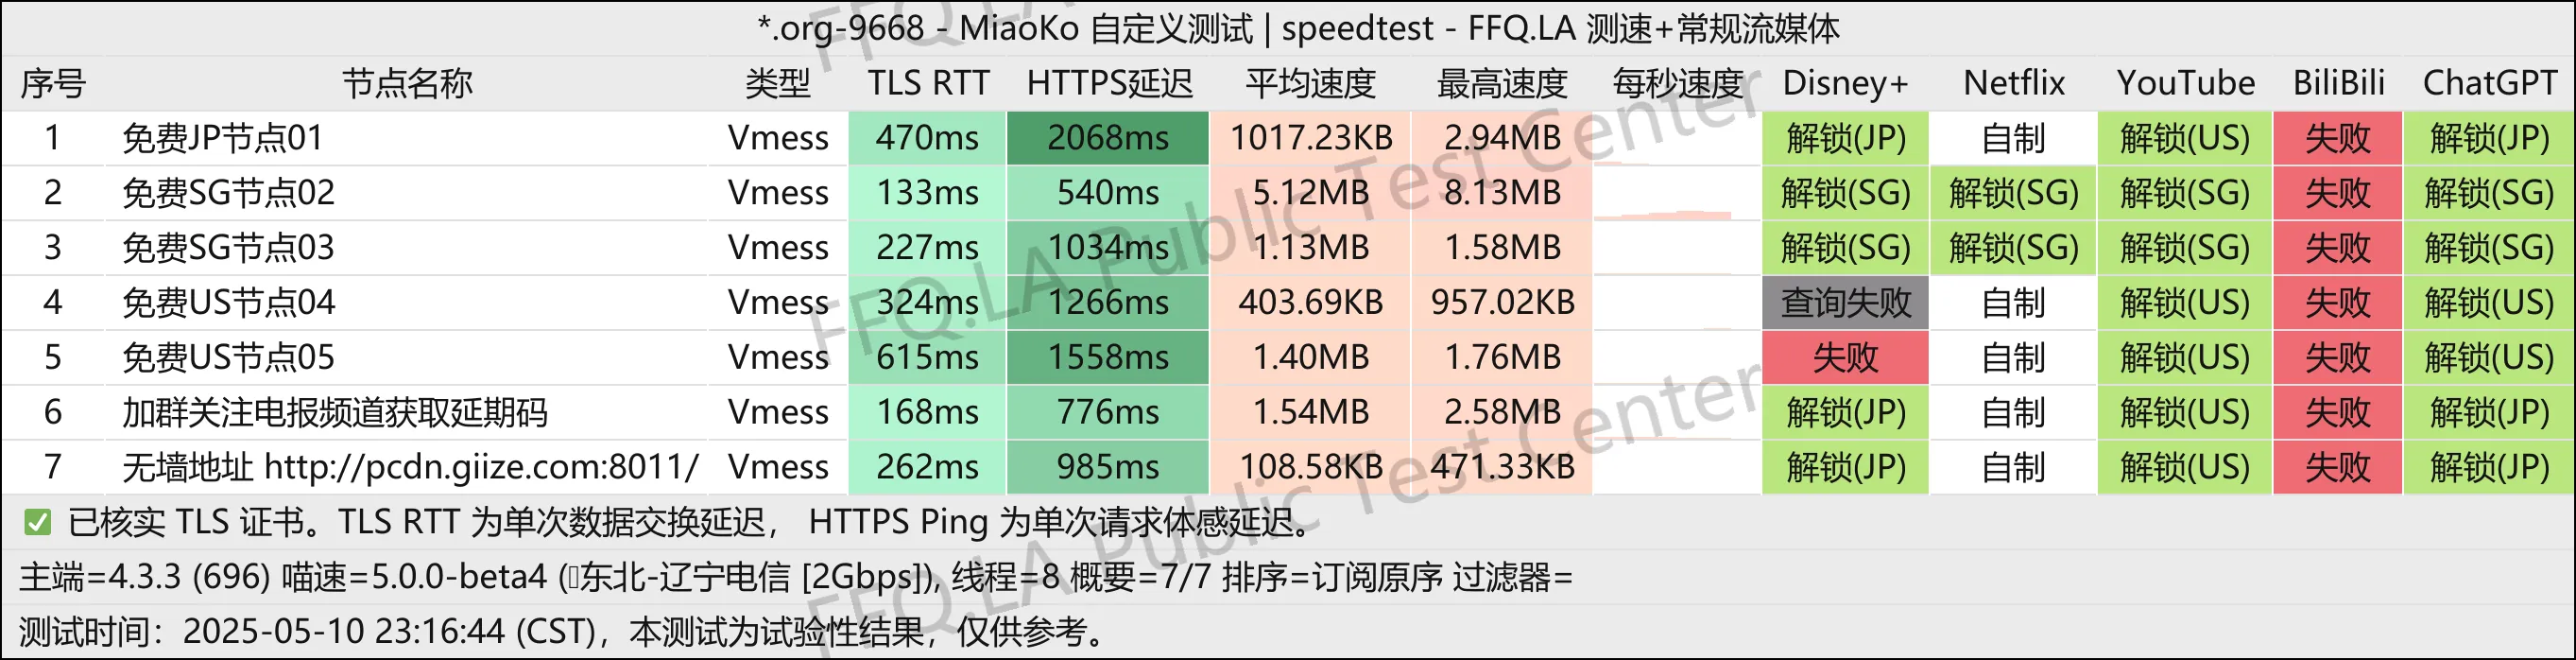 *.org-9668 - MiaoKo 自定义测试 | speedtest - FFQ.LA 测速+常规流媒体
序号 节点名称 类型 TLS RTT HTTPS延迟 平均速度 最高速度 每秒速度 Disney+ Netflix YouTube BiliBili ChatGPT
1 免费JP节点01 Vmess 470ms 2068ms 1017.23KB 2.94MB 解锁(JP) 自制 解锁(US) 失败 解锁(JP)
2 免费SG节点02 Vmess 133ms 540ms 5.12MB 8.13MB 解锁(SG) 解锁(SG) 解锁(SG) 失败 解锁(SG)
3 免费SG节点03 Vmess 227ms 1034ms 1.13MB 1.58MB 解锁(SG) 解锁(SG) 解锁(SG) 失败 解锁(SG)
4 免费US节点04 Vmess 324ms 1266ms 403.69KB 957.02KB 查询失败 自制 解锁(US) 失败 解锁(US)
5 免费US节点05 Vmess 615ms 1558ms 1.40MB 1.76MB 失败 自制 解锁(US) 失败 解锁(US)
6 加群关注电报频道获取延期码 Vmess 168ms 776ms 1.54MB 2.58MB 解锁(JP) 自制 解锁(US) 失败 解锁(JP)
7 无墙地址 http://pcdn.giize.com:8011/ Vmess 262ms 985ms 108.58KB 471.33KB 解锁(JP) 自制 解锁(US) 失败 解锁(JP)
✅ 已核实 TLS 证书。TLS RTT 为单次数据交换延迟， HTTPS Ping 为单次请求体感延迟。
主端=4.3.3 (696) 喵速=5.0.0-beta4 (东北-辽宁电信 [2Gbps]), 线程=8 概要=7/7 排序=订阅原序 过滤器=
测试时间：2025-05-10 23:16:44 (CST)，本测试为试验性结果，仅供参考。
FFQ.LA Public Test Center
FFQ.LA Public Test Center